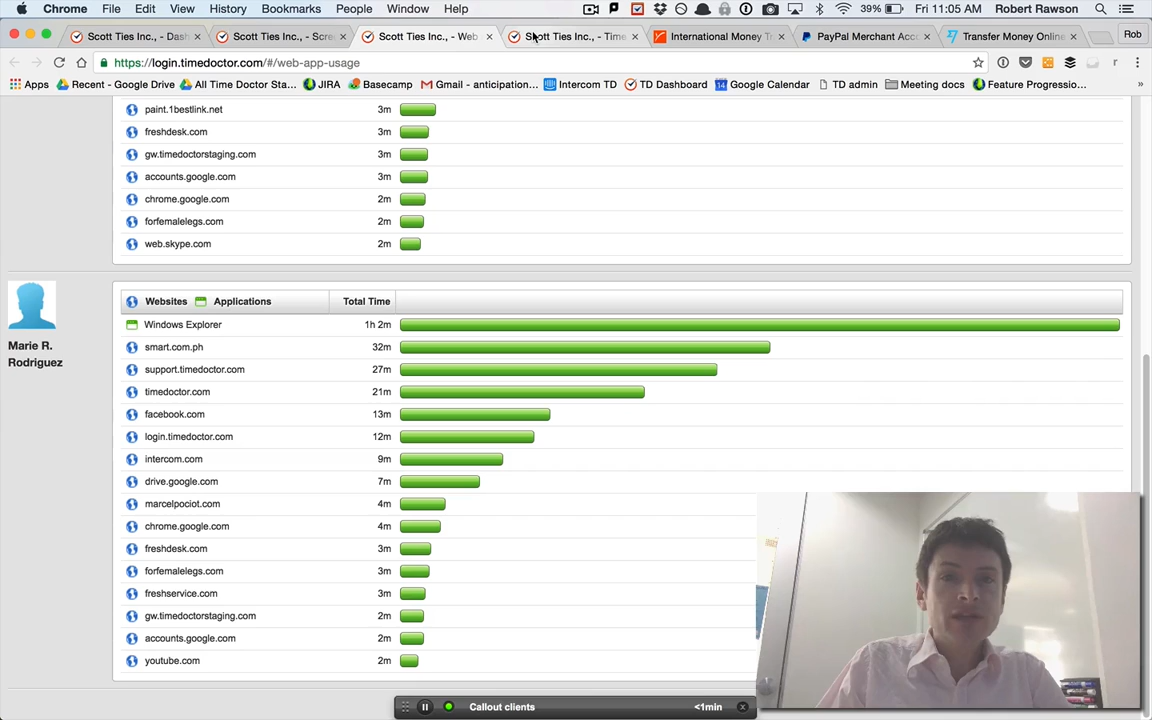 Chrome File Edit View History Bookmarks People Window Help 39% Fri 11:05 AM Robert Rawson
Scott Ties Inc., - Dash Scott Ties Inc., - Scre Scott Ties Inc., - Web Scott Ties Inc., - Time International Money Tr PayPal Merchant Acc Transfer Money Online Rob
https://login.timedoctor.com/#/web-app-usage
Apps Recent - Google Drive All Time Doctor Sta... JIRA Basecamp Gmail - anticipation... Intercom TD TD Dashboard Google Calendar TD admin Meeting docs Feature Progressio... »
paint.1bestlink.net 3m
freshdesk.com 3m
gw.timedoctorstaging.com 3m
accounts.google.com 3m
chrome.google.com 2m
forfemalelegs.com 2m
web.skype.com 2m
Marie R.
Rodriguez
Websites Applications Total Time
Windows Explorer 1h 2m
smart.com.ph 32m
support.timedoctor.com 27m
timedoctor.com 21m
facebook.com 13m
login.timedoctor.com 12m
intercom.com 9m
drive.google.com 7m
marcelpociot.com 4m
chrome.google.com 4m
freshdesk.com 3m
forfemalelegs.com 3m
freshservice.com 3m
gw.timedoctorstaging.com 2m
accounts.google.com 2m
youtube.com 2m
Callout clients <1min